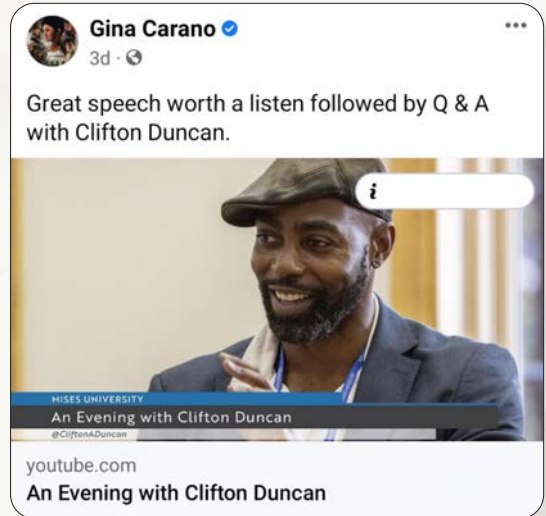 Gina Carano
3d
Great speech worth a listen followed by Q & A
with Clifton Duncan.
i
MISES UNIVERSITY
An Evening with Clifton Duncan
@CliftonADuncan
youtube.com
An Evening with Clifton Duncan